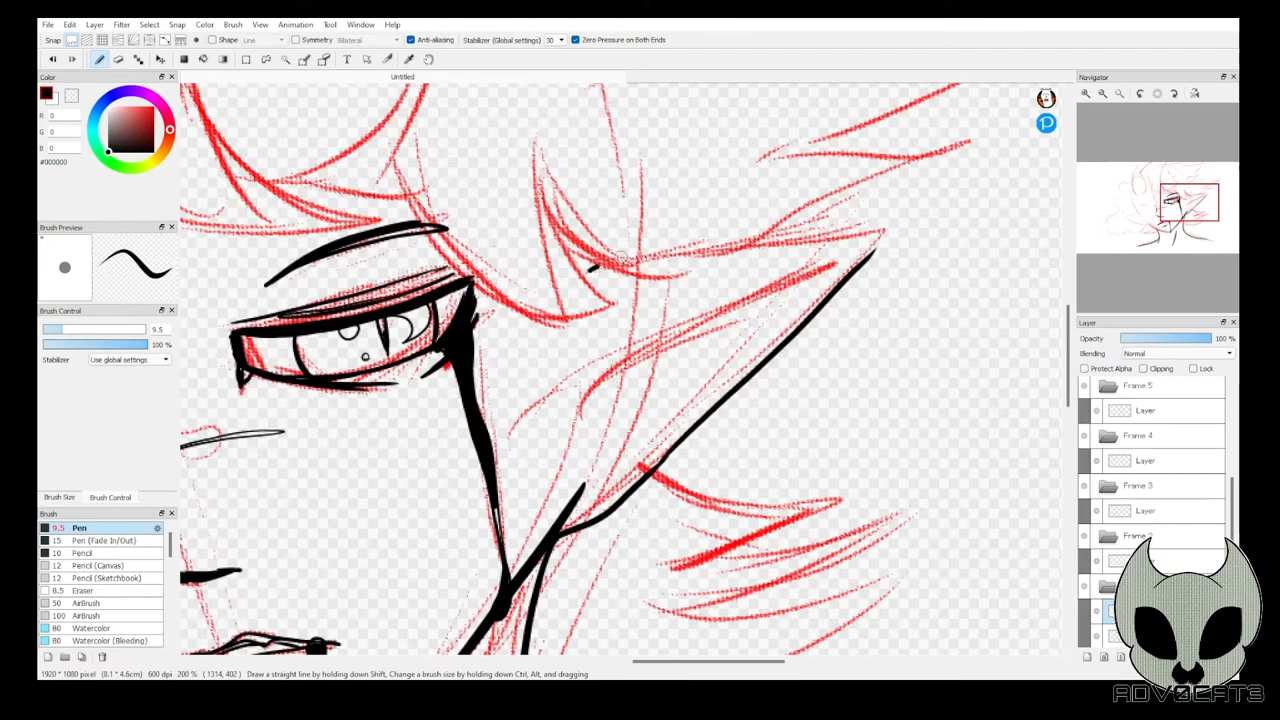 File Edit Layer Filter Select Snap Color Brush View Animation Tool Window Help
Snap off Shape Line Symmetry Bilateral Anti-aliasing Stabilizer (Global settings) 30 Zero Pressure on Both Ends
Untitled
Color
R 0
G 0
B 0
#000000
Brush Preview
Brush Control
9.5
100 %
Stabilizer Use global settings
Brush Size Brush Control
Brush
9.5 Pen
15 Pen (Fade In/Out)
10 Pencil
12 Pencil (Canvas)
12 Pencil (Sketchbook)
8.5 Eraser
50 AirBrush
100 AirBrush
80 Watercolor
80 Watercolor (Bleeding)
1920 * 1080 pixel (8.1 * 4.6cm) 600 dpi 200 % ( 1314, 402 ) Draw a straight line by holding down Shift, Change a brush size by holding down Ctrl, Alt, and dragging
Navigator
Layer
Opacity 100 %
Blending Normal
Protect Alpha Clipping Lock
Frame 5
Layer
Frame 4
Layer
Frame 3
Layer
ADV0CAT3